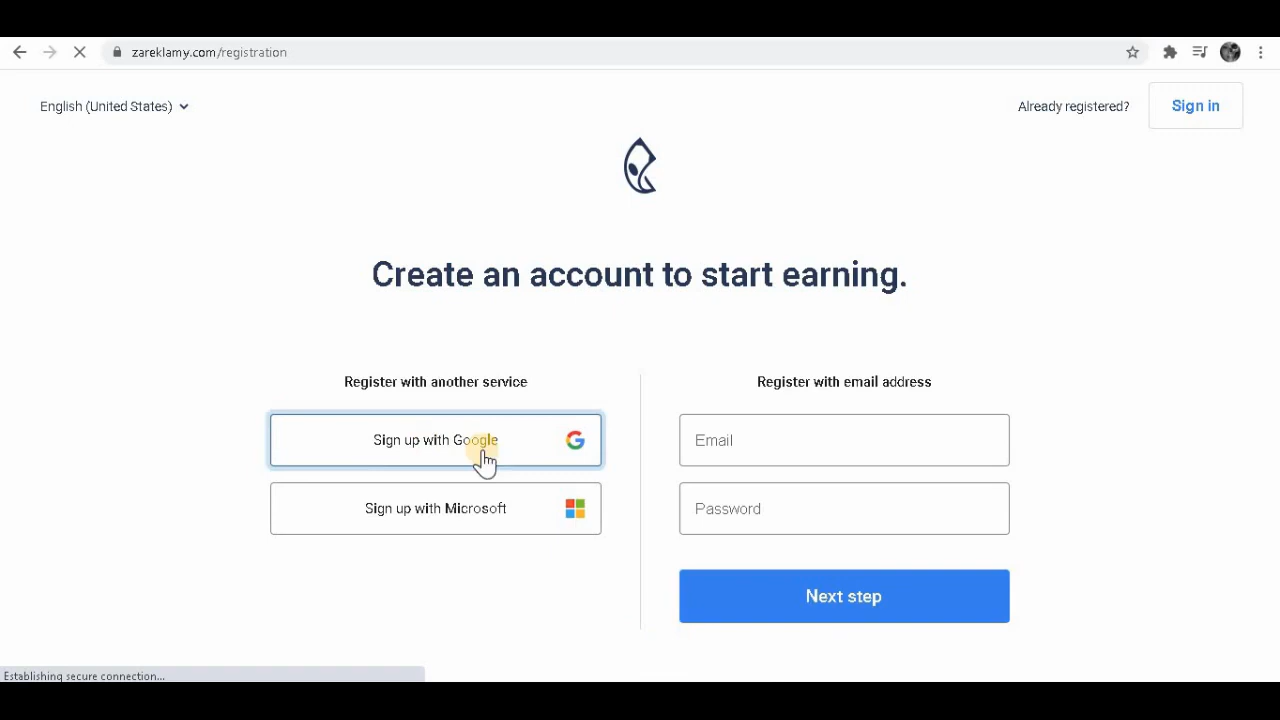 zareklamy.com/registration
English (United States)
Already registered?
Sign in
Create an account to start earning.
Register with another service
Sign up with Google
Sign up with Microsoft
Register with email address
Email
Password
Next step
Establishing secure connection...